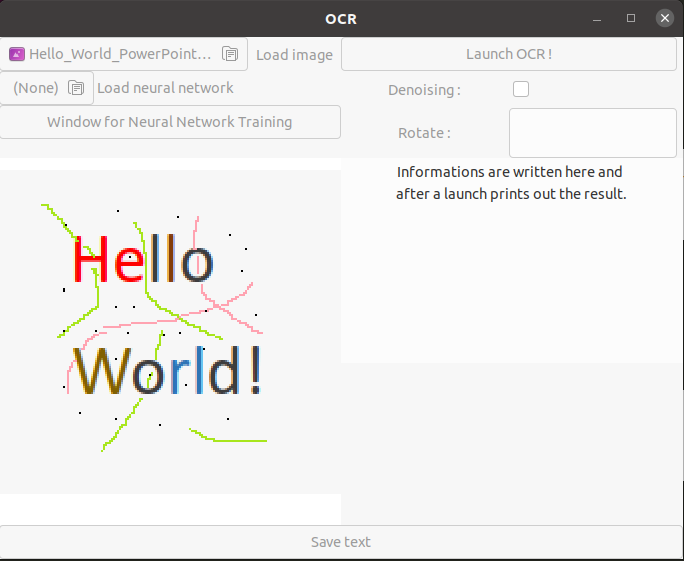 OCR
Hello_World_PowerPoint...
Load image
Launch OCR !
(None)
Load neural network
Denoising :
Window for Neural Network Training
Rotate :
Informations are written here and
after a launch prints out the result.
Hello
World!
Save text